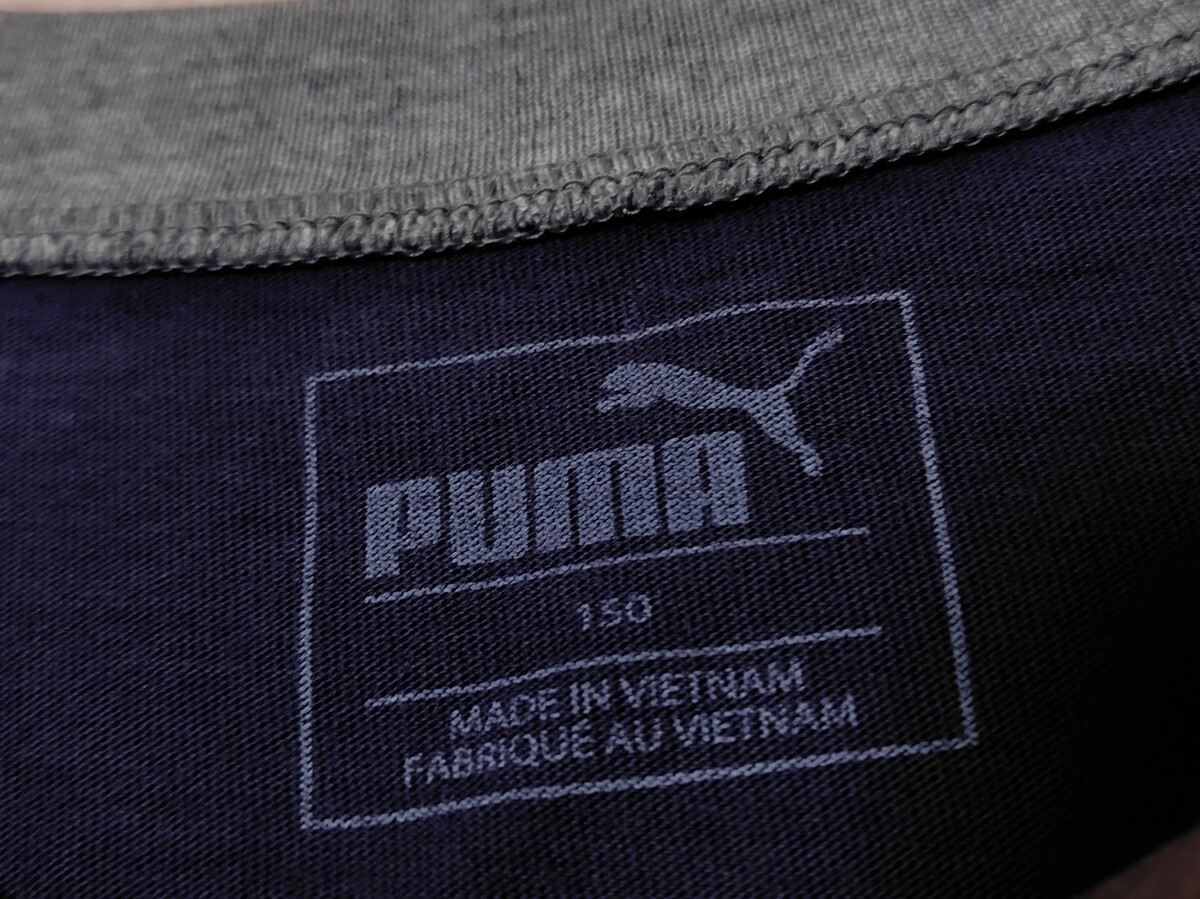 PUMA
150
MADE IN VIETNAM
FABRIQUÉ AU VIETNAM